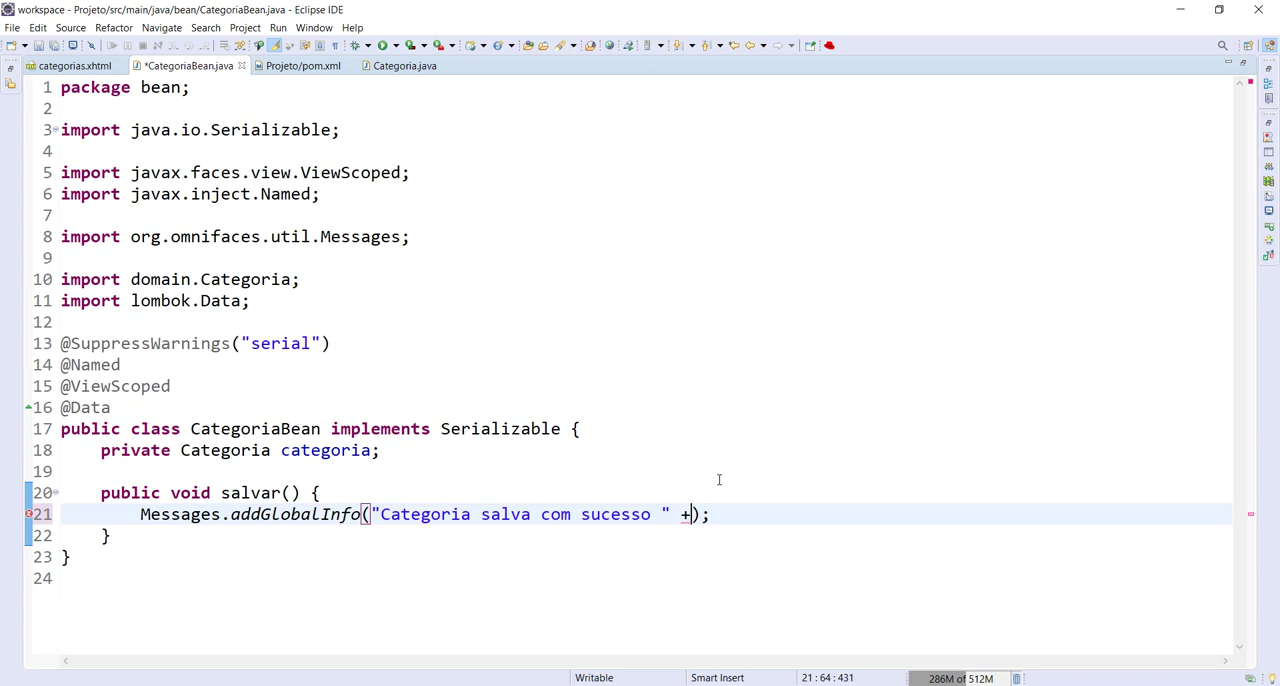 workspace - Projeto/src/main/java/bean/CategoriaBean.java - Eclipse IDE
File Edit Source Refactor Navigate Search Project Run Window Help
categorias.xhtml *CategoriaBean.java Projeto/pom.xml Categoria.java
1 package bean;
2
3 import java.io.Serializable;
4
5 import javax.faces.view.ViewScoped;
6 import javax.inject.Named;
7
8 import org.omnifaces.util.Messages;
9
10 import domain.Categoria;
11 import lombok.Data;
12
13 @SuppressWarnings("serial")
14 @Named
15 @ViewScoped
16 @Data
17 public class CategoriaBean implements Serializable {
18 private Categoria categoria;
19
20 public void salvar() {
21 Messages.addGlobalInfo("Categoria salva com sucesso " +);
22 }
23 }
24
Writable Smart Insert 21 : 64 : 431 286M of 512M